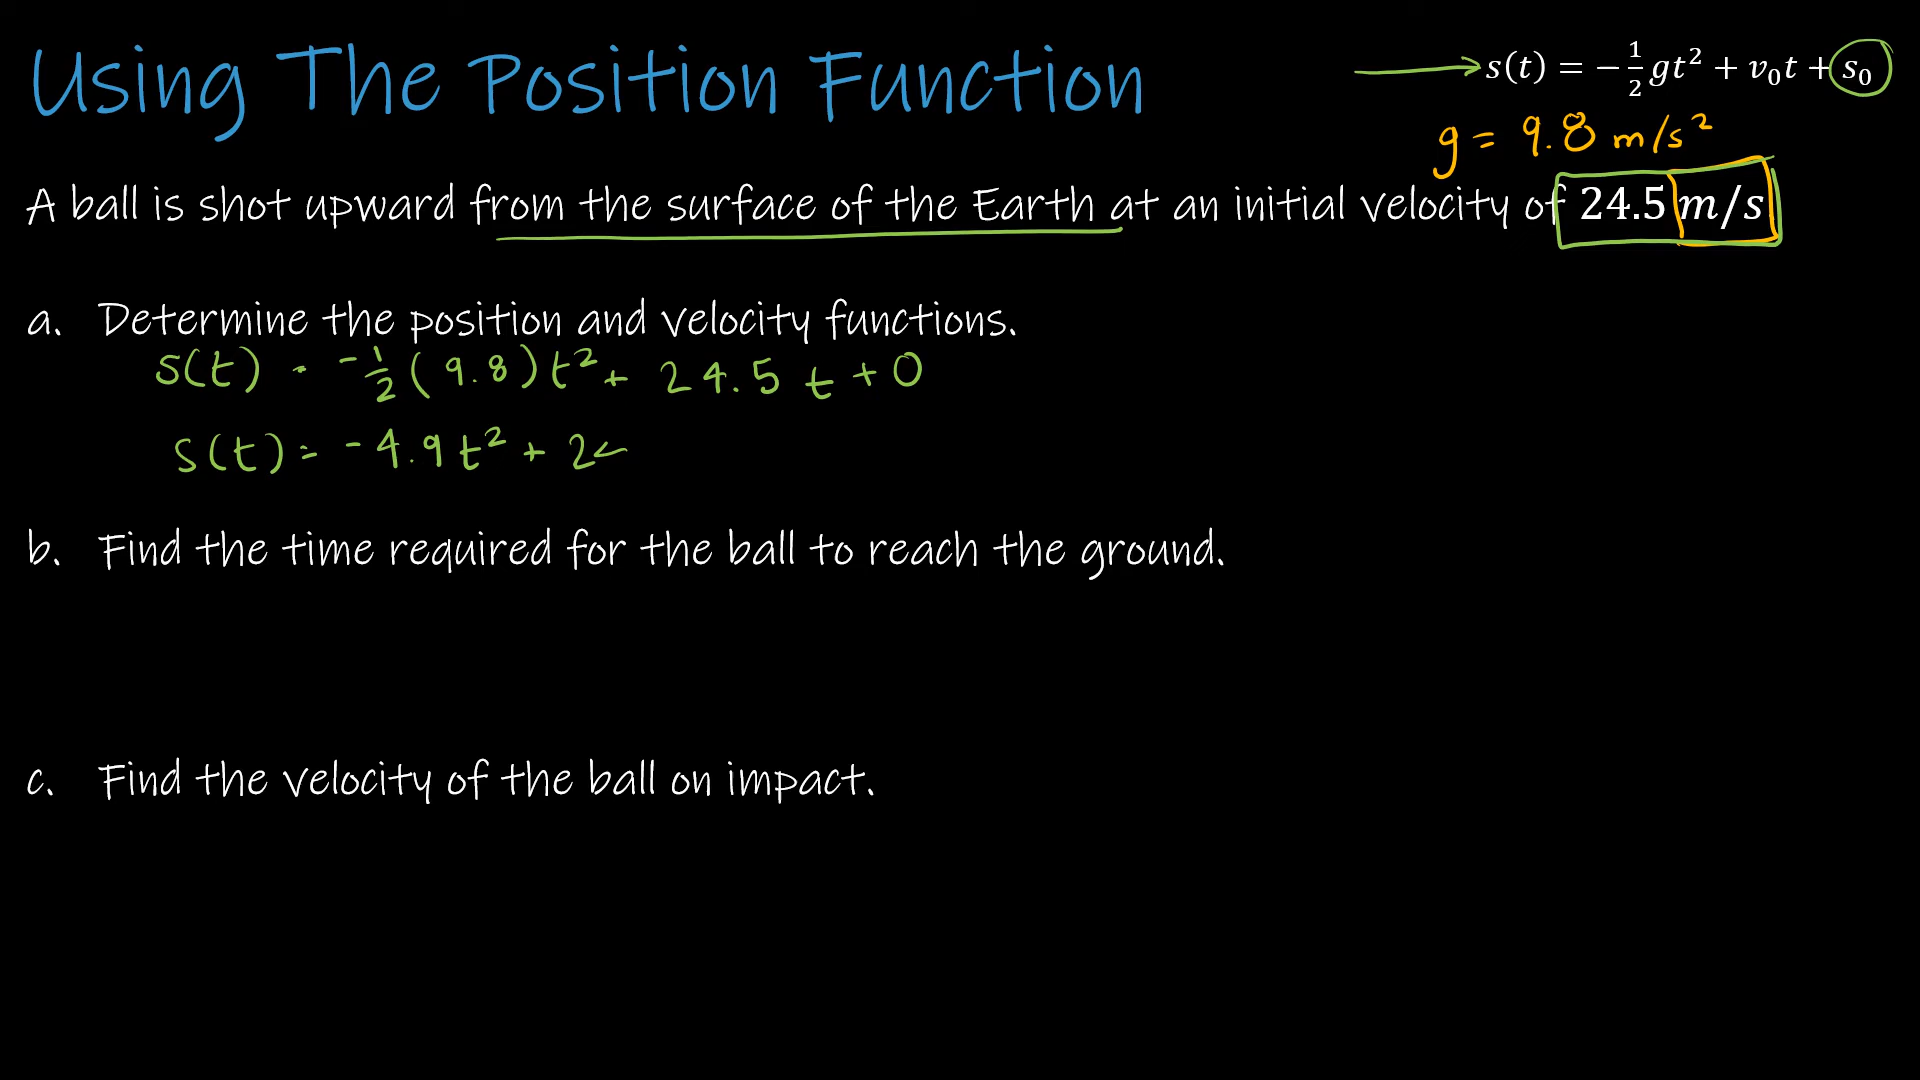 Using The Position Function
s(t) = −½gt² + v₀t + s₀
g = 9.8 m/s²
A ball is shot upward from the surface of the Earth at an initial velocity of 24.5 m/s
a. Determine the position and velocity functions.
s(t) = -½(9.8)t² + 24.5t + 0
s(t) = -4.9t² + 2
b. Find the time required for the ball to reach the ground.
c. Find the velocity of the ball on impact.